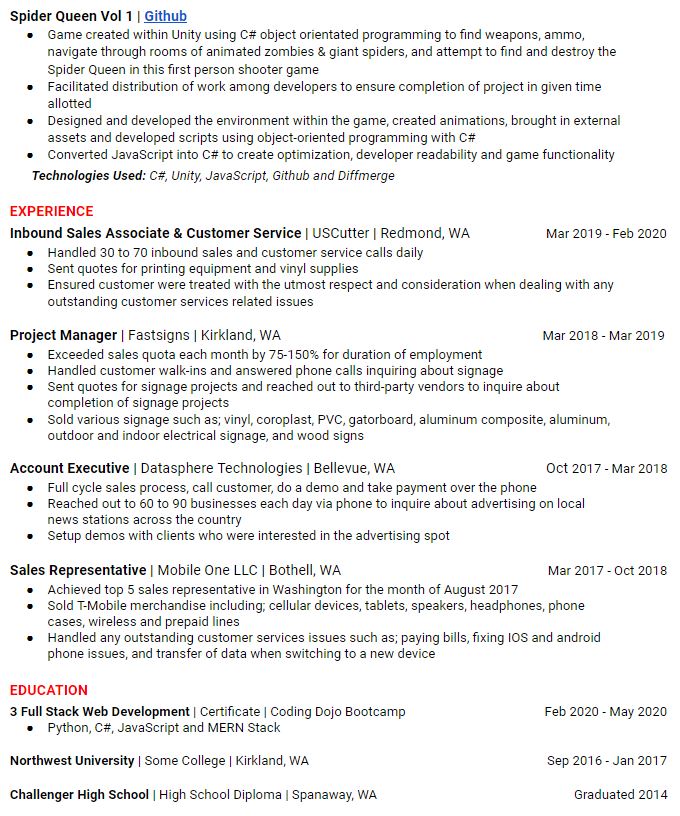 Spider Queen Vol 1 | Github
● Game created within Unity using C# object orientated programming to find weapons, ammo,
navigate through rooms of animated zombies & giant spiders, and attempt to find and destroy the
Spider Queen in this first person shooter game
● Facilitated distribution of work among developers to ensure completion of project in given time
allotted
● Designed and developed the environment within the game, created animations, brought in external
assets and developed scripts using object-oriented programming with C#
● Converted JavaScript into C# to create optimization, developer readability and game functionality
Technologies Used: C#, Unity, JavaScript, Github and Diffmerge
EXPERIENCE
Inbound Sales Associate & Customer Service | USCutter | Redmond, WA Mar 2019 - Feb 2020
● Handled 30 to 70 inbound sales and customer service calls daily
● Sent quotes for printing equipment and vinyl supplies
● Ensured customer were treated with the utmost respect and consideration when dealing with any
outstanding customer services related issues
Project Manager | Fastsigns | Kirkland, WA Mar 2018 - Mar 2019
● Exceeded sales quota each month by 75-150% for duration of employment
● Handled customer walk-ins and answered phone calls inquiring about signage
● Sent quotes for signage projects and reached out to third-party vendors to inquire about
completion of signage projects
● Sold various signage such as; vinyl, coroplast, PVC, gatorboard, aluminum composite, aluminum,
outdoor and indoor electrical signage, and wood signs
Account Executive | Datasphere Technologies | Bellevue, WA Oct 2017 - Mar 2018
● Full cycle sales process, call customer, do a demo and take payment over the phone
● Reached out to 60 to 90 businesses each day via phone to inquire about advertising on local
news stations across the country
● Setup demos with clients who were interested in the advertising spot
Sales Representative | Mobile One LLC | Bothell, WA Mar 2017 - Oct 2018
● Achieved top 5 sales representative in Washington for the month of August 2017
● Sold T-Mobile merchandise including; cellular devices, tablets, speakers, headphones, phone
cases, wireless and prepaid lines
● Handled any outstanding customer services issues such as; paying bills, fixing IOS and android
phone issues, and transfer of data when switching to a new device
EDUCATION
3 Full Stack Web Development | Certificate | Coding Dojo Bootcamp Feb 2020 - May 2020
● Python, C#, JavaScript and MERN Stack
Northwest University | Some College | Kirkland, WA Sep 2016 - Jan 2017
Challenger High School | High School Diploma | Spanaway, WA Graduated 2014